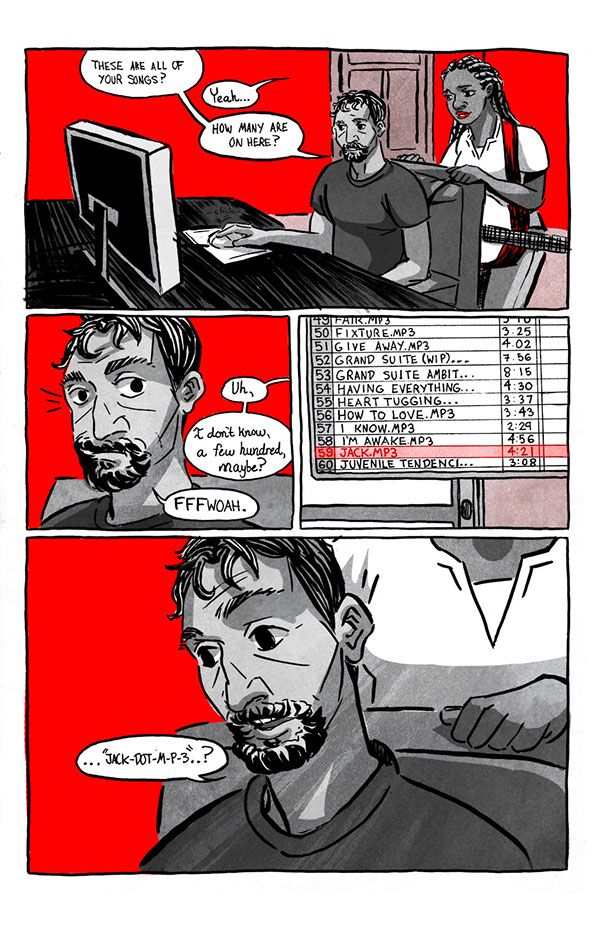 THESE ARE ALL OF
YOUR SONGS?
Yeah...
HOW MANY ARE
ON HERE?
-click-
Uh,
I don't know,
a few hundred,
maybe?
FFFWOAH.
49 FAIR.MP3 3 10
50 FIXTURE.MP3 3.25
51 GIVE AWAY.MP3 4.02
52 GRAND SUITE (WIP)... 7.56
53 GRAND SUITE AMBIT... 8:15
54 HAVING EVERYTHING... 4:30
55 HEART TUGGING... 3:37
56 HOW TO LOVE.MP3 3:43
57 I KNOW.MP3 2:29
58 I'M AWAKE.MP3 4:56
59 JACK.MP3 4:21
60 JUVENILE TENDENCI... 3:08
..."JACK-DOT-M-P-3"..?